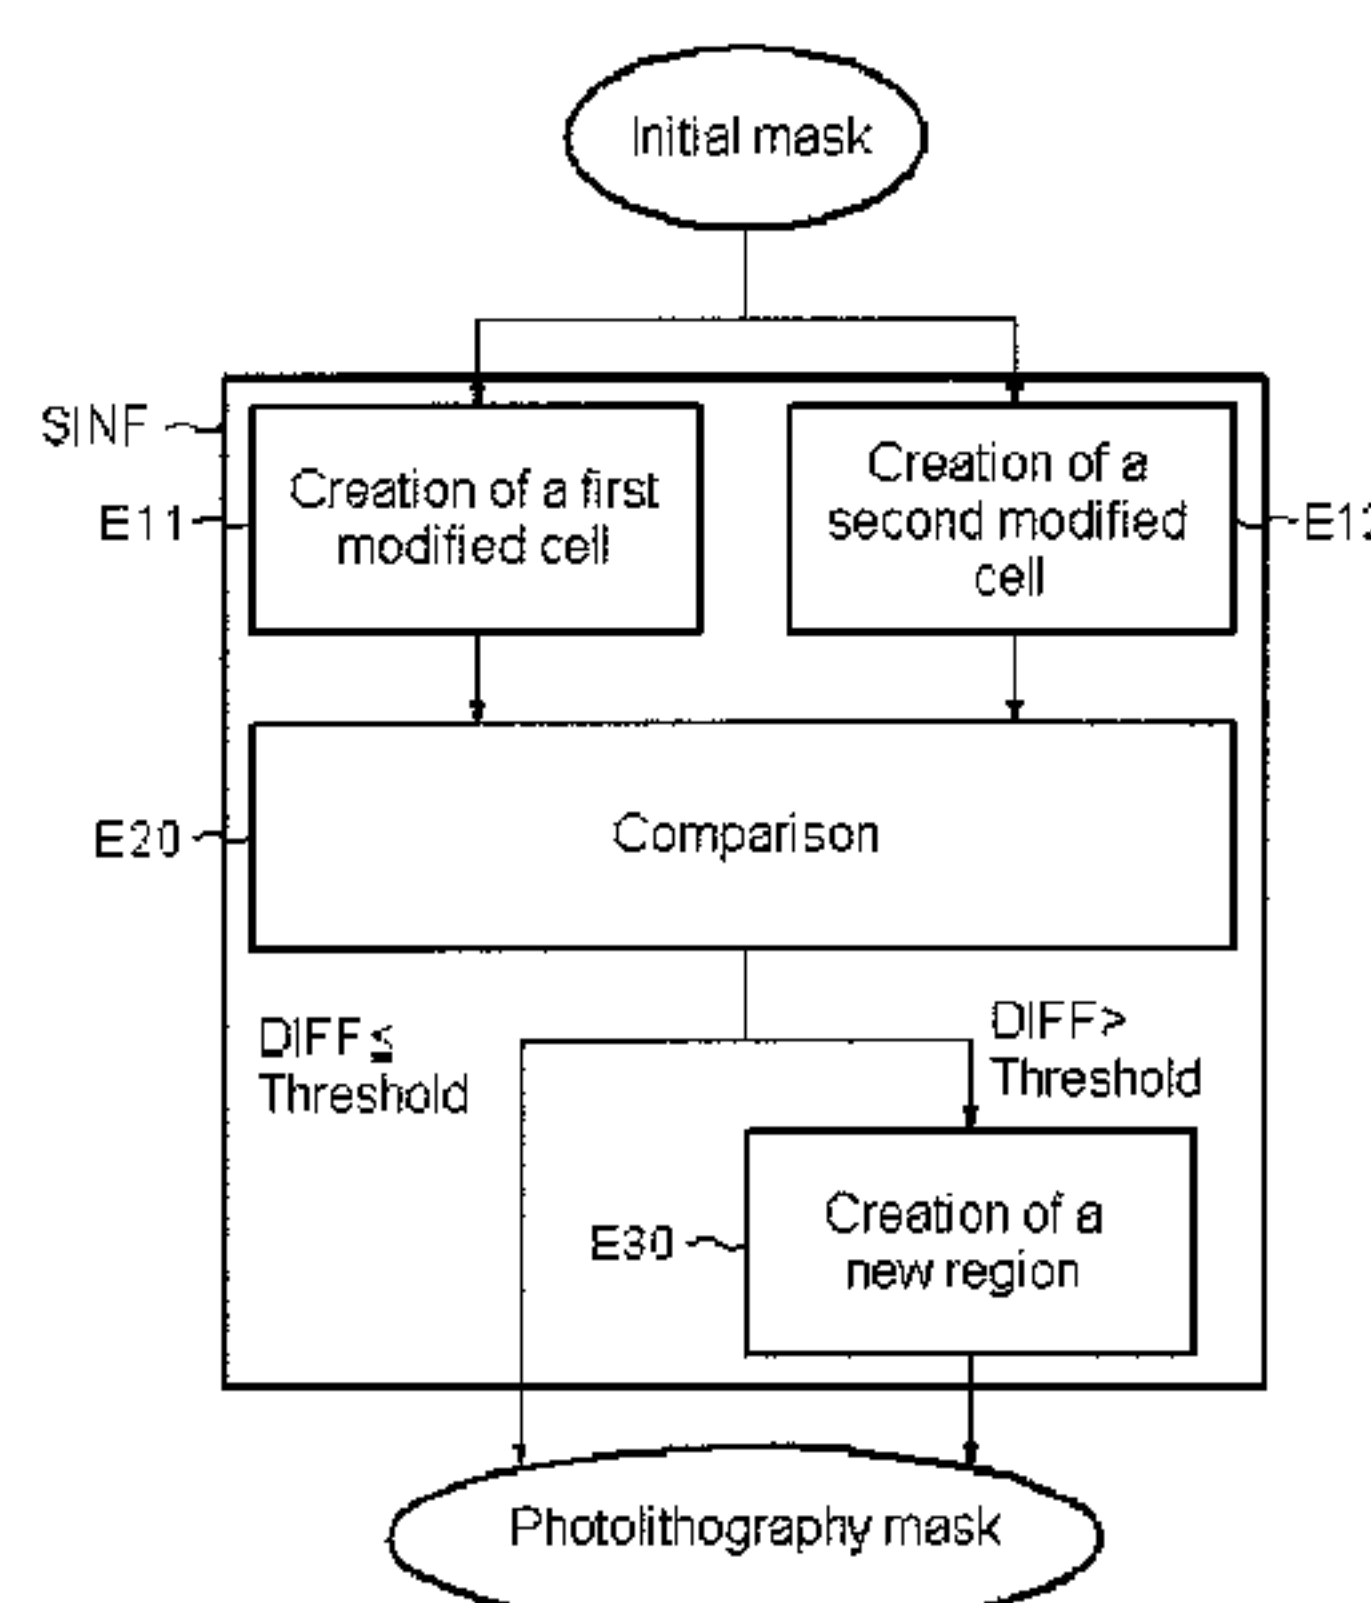 Initial mask
SINF
E11
Creation of a first
modified cell
Creation of a
second modified
cell
E20
Comparison
DIFF≤
Threshold
DIFF>
Threshold
E30
Creation of a
new region
Photolithography mask